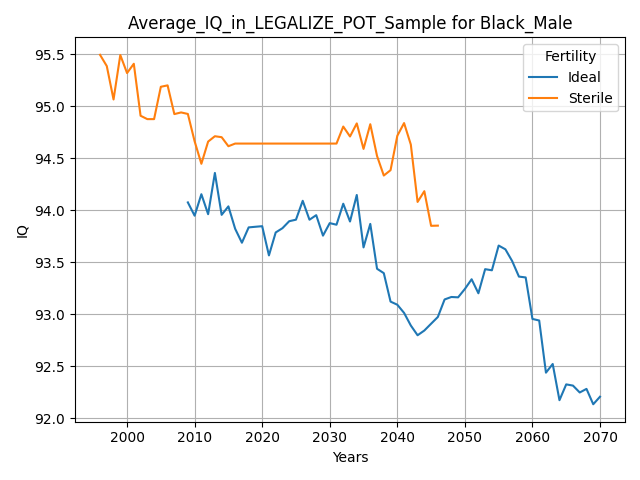 Average_IQ_in_LEGALIZE_POT_Sample for Black_Male
Fertility
Ideal
Sterile
95.5
95.0
94.5
94.0
93.5
93.0
92.5
92.0
IQ
2000 2010 2020 2030 2040 2050 2060 2070
Years